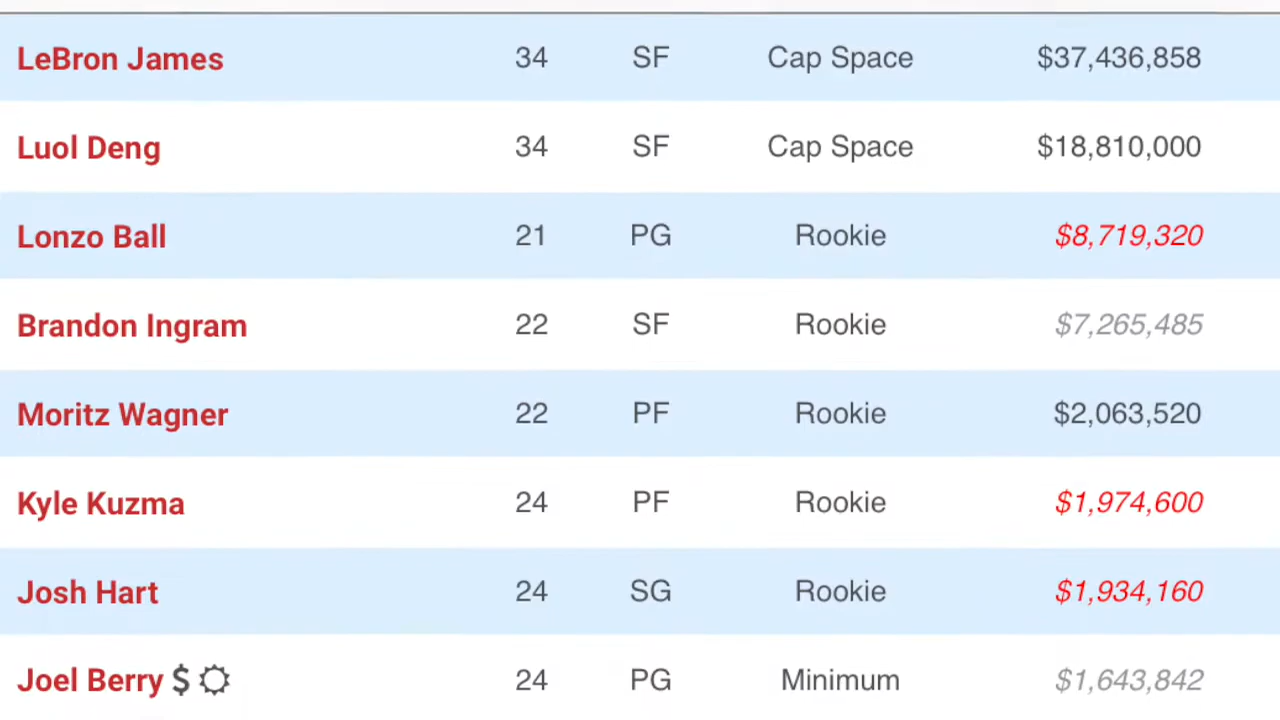 LeBron James 34 SF Cap Space $37,436,858
Luol Deng 34 SF Cap Space $18,810,000
Lonzo Ball 21 PG Rookie $8,719,320
Brandon Ingram 22 SF Rookie $7,265,485
Moritz Wagner 22 PF Rookie $2,063,520
Kyle Kuzma 24 PF Rookie $1,974,600
Josh Hart 24 SG Rookie $1,934,160
Joel Berry $ 24 PG Minimum $1,643,842